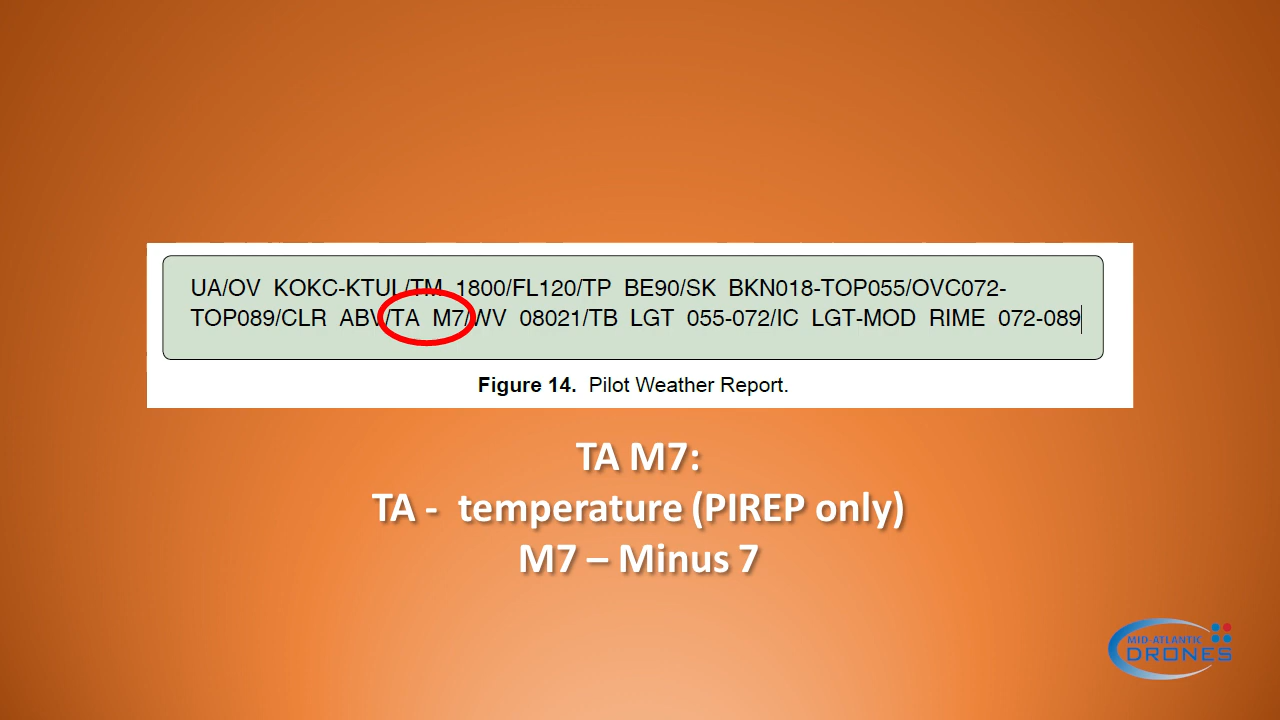 UA/OV KOKC-KTUL/TM 1800/FL120/TP BE90/SK BKN018-TOP055/OVC072-
TOP089/CLR ABV/TA M7/WV 08021/TB LGT 055-072/IC LGT-MOD RIME 072-089
Figure 14. Pilot Weather Report.
TA M7:
TA - temperature (PIREP only)
M7 – Minus 7
MID-ATLANTIC
DRONES